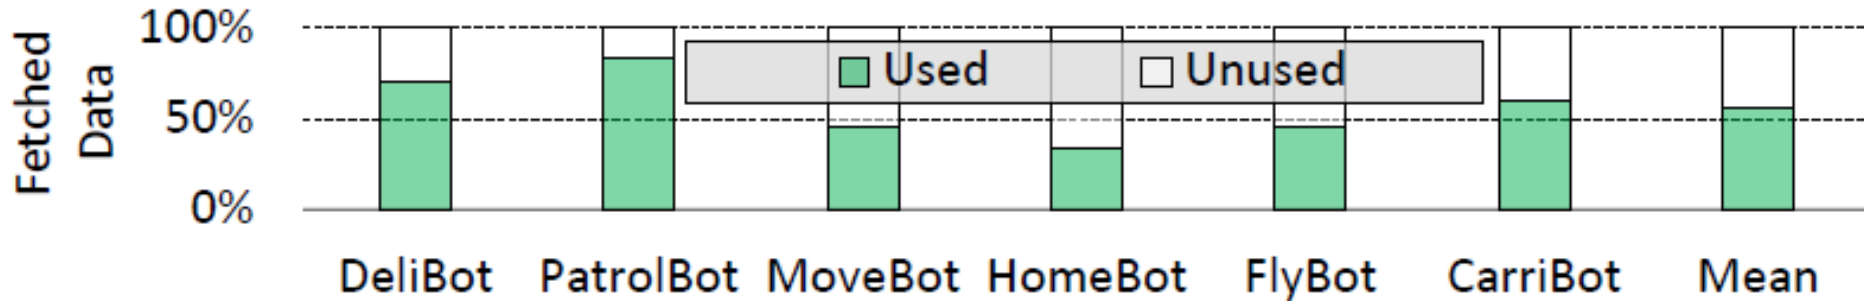 Fetched
Data
100%
50%
0%
Used Unused
DeliBot PatrolBot MoveBot HomeBot FlyBot CarriBot Mean